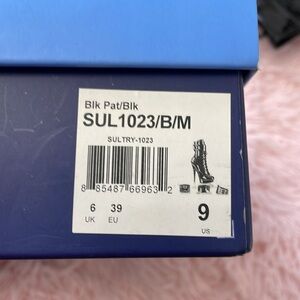 Blk Pat/Blk
SUL1023/B/M
SULTRY-1023
8 85487 66963 2
6 39 9
UK EU US